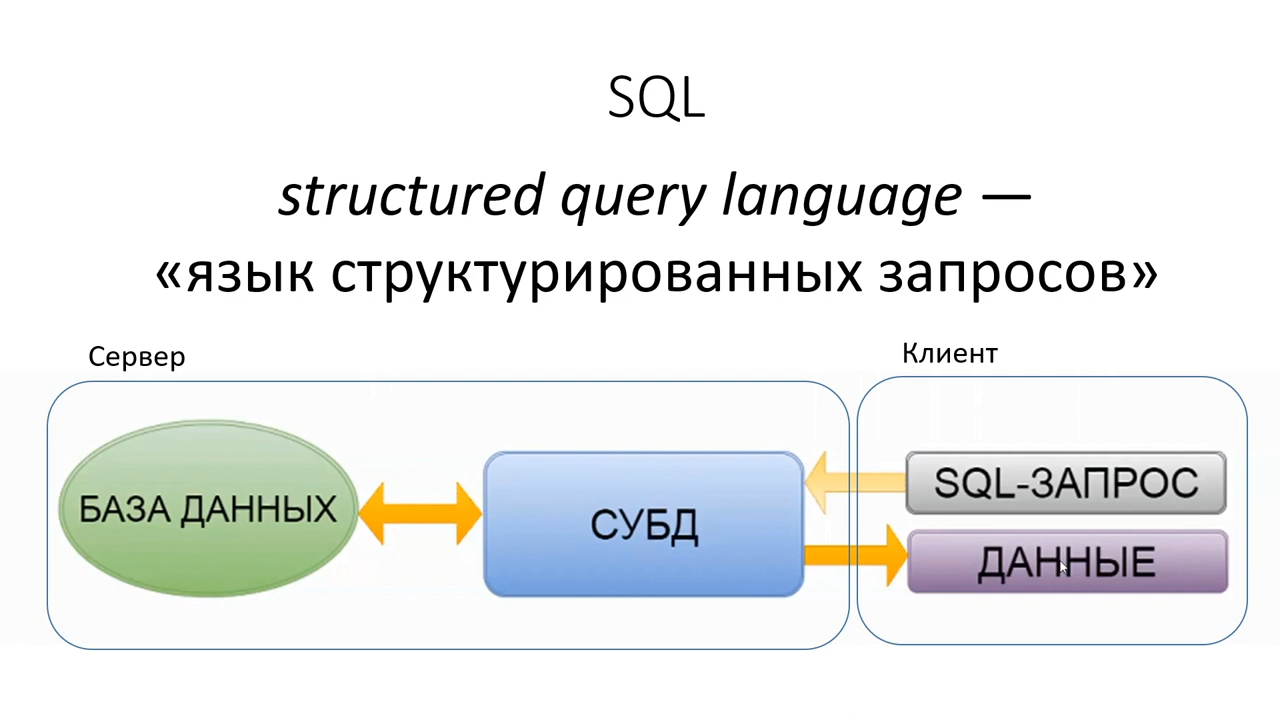 SQL
structured query language —
«язык структурированных запросов»
Сервер
Клиент
БАЗА ДАННЫХ
СУБД
SQL-ЗАПРОС
ДАННЫЕ